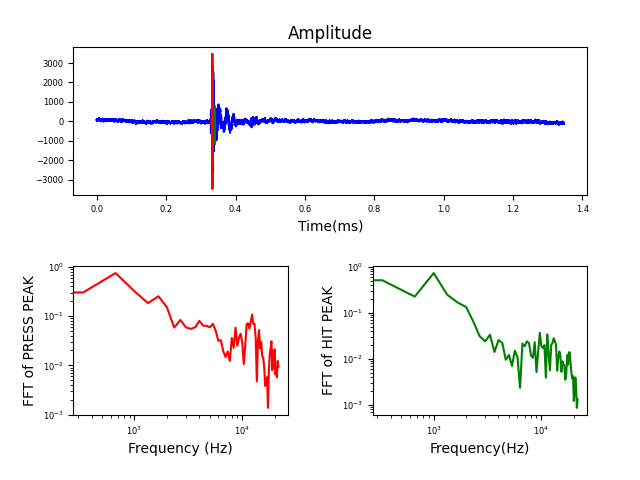 Amplitude
3000
2000
1000
0
−1000
−2000
−3000
0.0 0.2 0.4 0.6 0.8 1.0 1.2 1.4
Time(ms)
FFT of PRESS PEAK
10⁰
10⁻¹
10⁻²
10⁻³
10³ 10⁴
Frequency (Hz)
FFT of HIT PEAK
10⁰
10⁻¹
10⁻²
10⁻³
10³ 10⁴
Frequency(Hz)